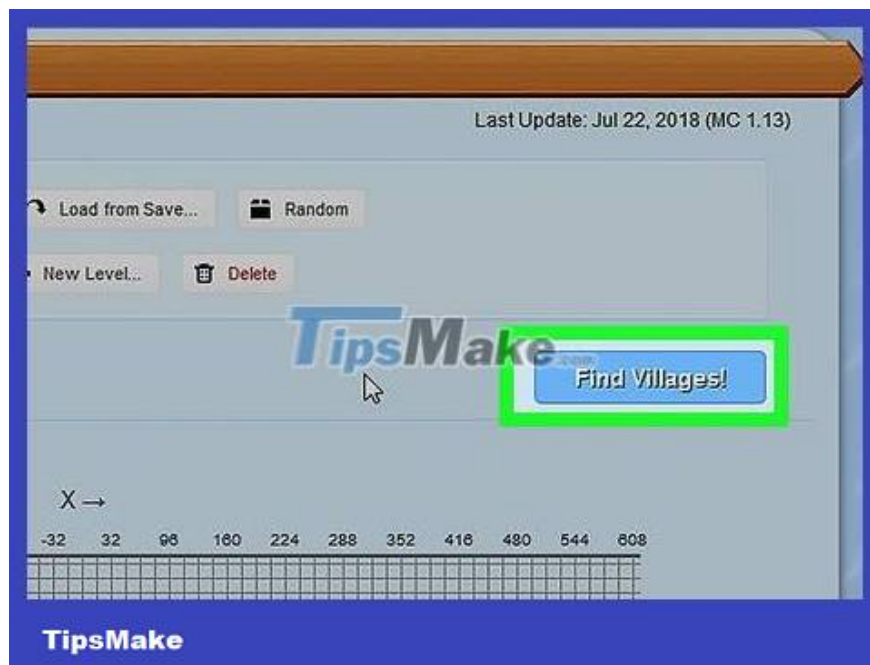 Last Update: Jul 22, 2018 (MC 1.13)
Load from Save... Random
New Level... Delete
TipsMake.com
Find Villages!
X →
-32 32 96 160 224 288 352 416 480 544 608
TipsMake